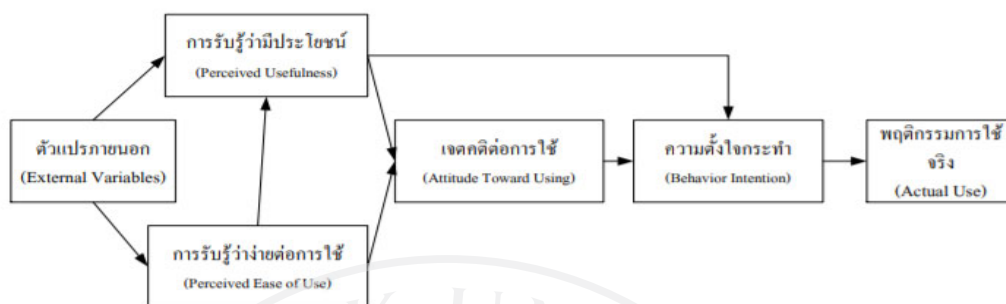 การรับรู้ว่ามีประโยชน์
(Perceived Usefulness)
ตัวแปรภายนอก
(External Variables)
เจตคติต่อการใช้
(Attitude Toward Using)
ความตั้งใจกระทำ
(Behavior Intention)
พฤติกรรมการใช้
จริง
(Actual Use)
การรับรู้ว่าง่ายต่อการใช้
(Perceived Ease of Use)